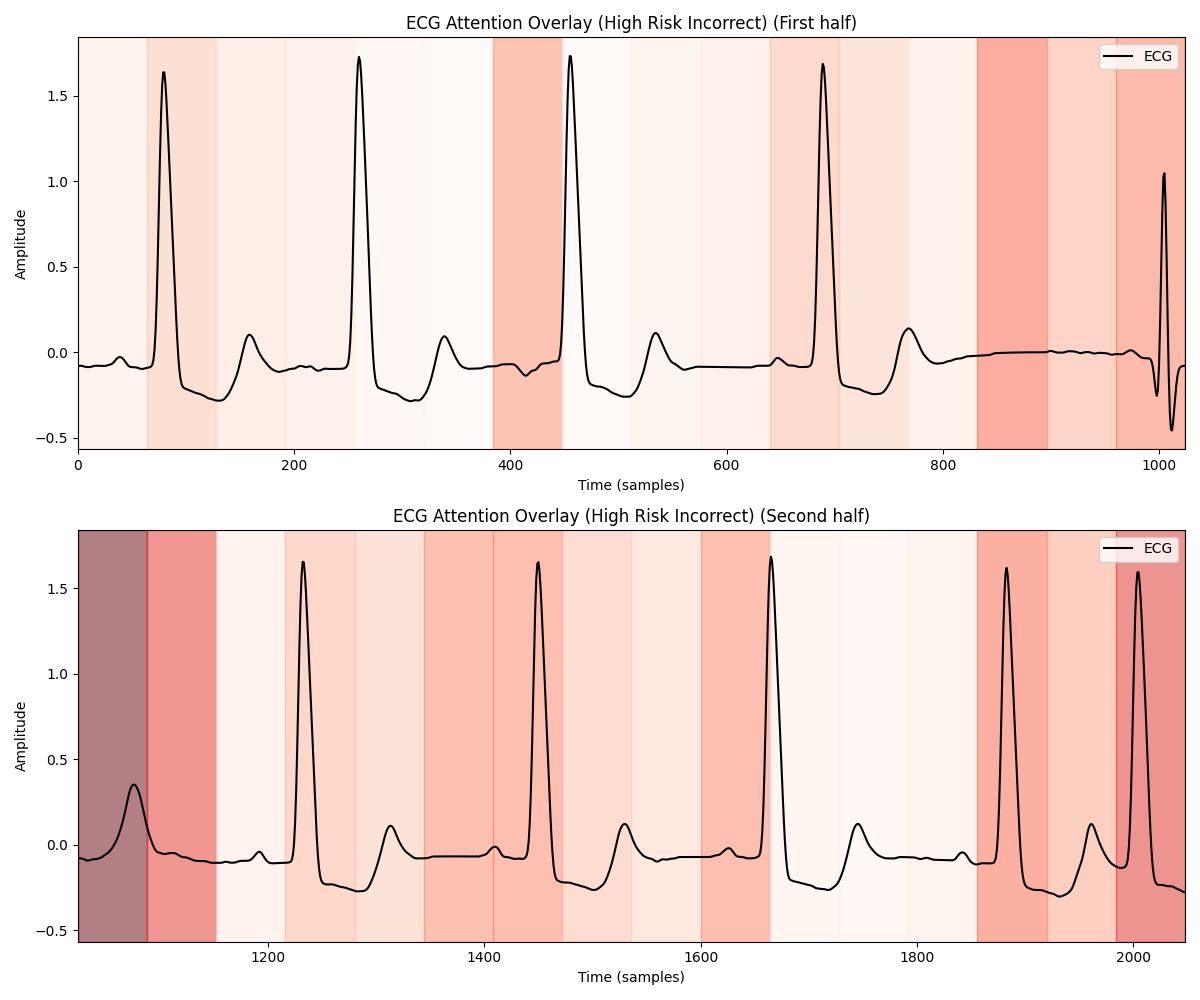 ECG Attention Overlay (High Risk Incorrect) (First half)
ECG
Amplitude
1.5
1.0
0.5
0.0
−0.5
0 200 400 600 800 1000
Time (samples)
ECG Attention Overlay (High Risk Incorrect) (Second half)
ECG
Amplitude
1.5
1.0
0.5
0.0
−0.5
1200 1400 1600 1800 2000
Time (samples)